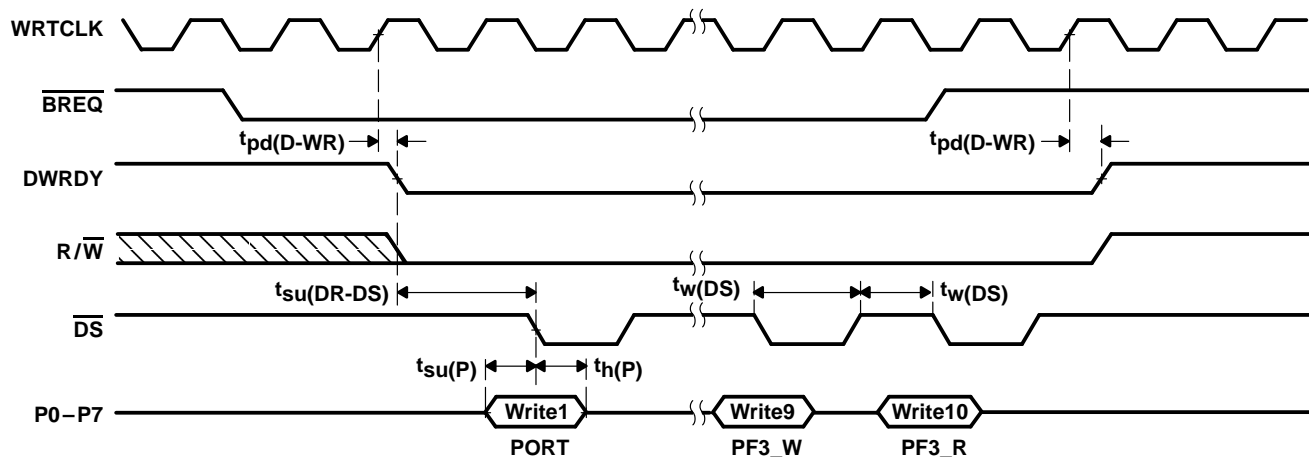 WRTCLK
BREQ
tpd(D-WR)
tpd(D-WR)
DWRDY
R/W
tsu(DR-DS)
tw(DS)
tw(DS)
DS
tsu(P)
th(P)
P0–P7
Write1
Write9
Write10
PORT
PF3_W
PF3_R